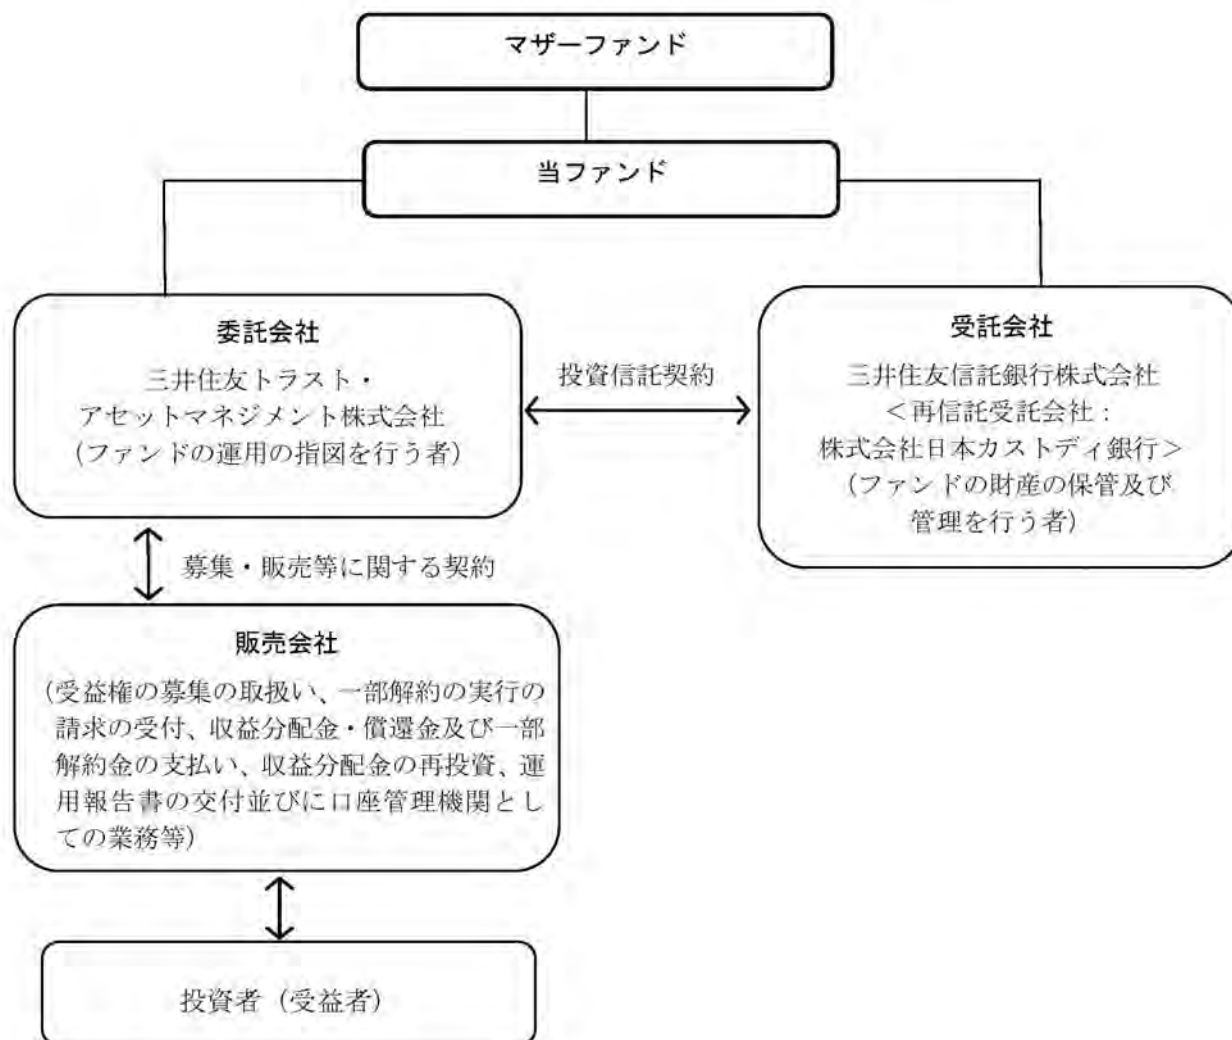 マザーファンド
当ファンド
委託会社
三井住友トラスト・
アセットマネジメント株式会社
(ファンドの運用の指図を行う者)
投資信託契約
受託会社
三井住友信託銀行株式会社
<再信託受託会社:
株式会社日本カストディ銀行>
(ファンドの財産の保管及び
管理を行う者)
募集・販売等に関する契約
販売会社
(受益権の募集の取扱い、一部解約の実行の
請求の受付、収益分配金・償還金及び一部
解約金の支払い、収益分配金の再投資、運
用報告書の交付並びに口座管理機関とし
ての業務等)
投資者(受益者)